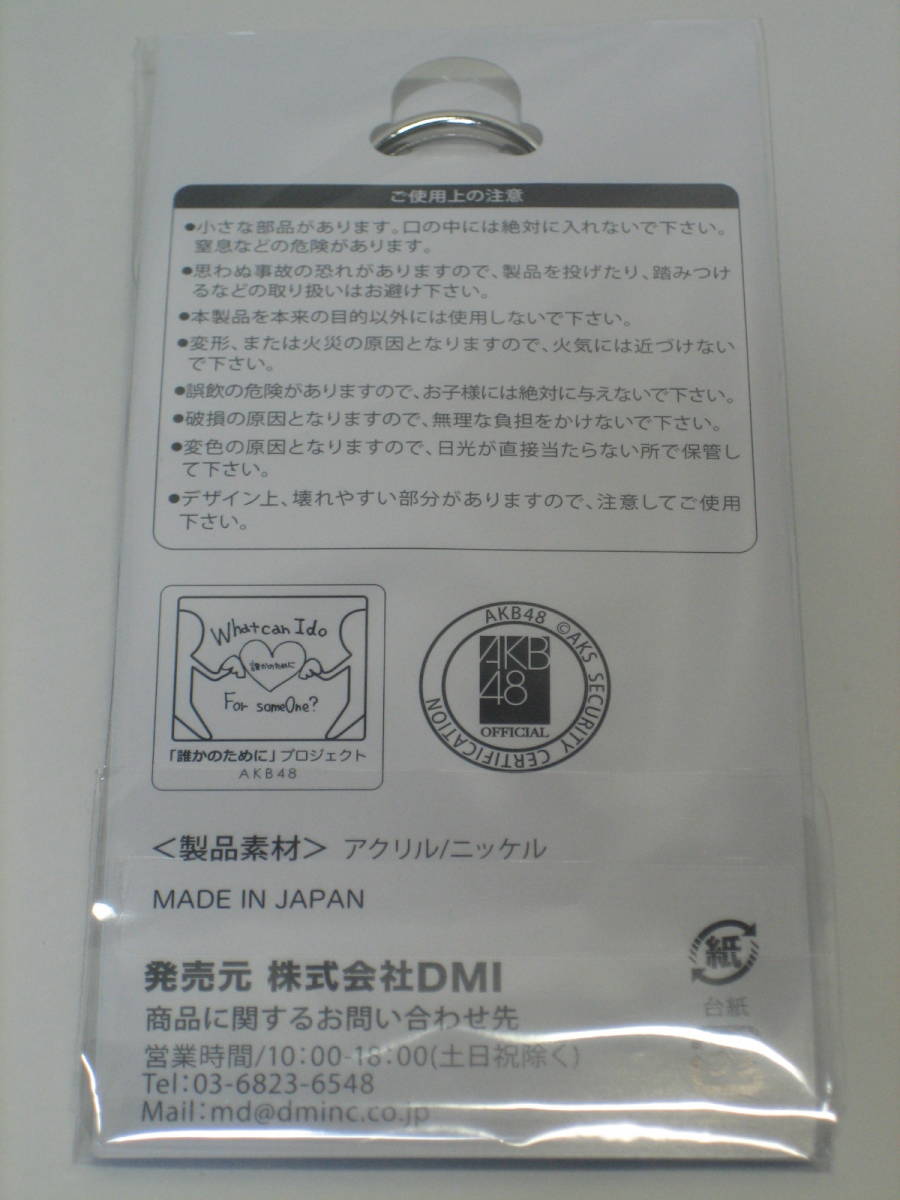 ご使用上の注意
●小さな部品があります。口の中には絶対に入れないで下さい。
窒息などの危険があります。
●思わぬ事故の恐れがありますので、製品を投げたり、踏みつけ
るなどの取り扱いはお避け下さい。
●本製品を本来の目的以外には使用しないで下さい。
●変形、または火災の原因となりますので、火気には近づけない
で下さい。
●誤飲の危険がありますので、お子様には絶対に与えないで下さい。
●破損の原因となりますので、無理な負担をかけないで下さい。
●変色の原因となりますので、日光が直接当たらない所で保管し
て下さい。
●デザイン上、壊れやすい部分がありますので、注意してご使用
下さい。
What can I do
誰かのために
For someOne?
「誰かのために」プロジェクト
AKB48
AKB48 ©AKS SECURITY CERTIFICATION
AKB
48
OFFICIAL
＜製品素材＞ アクリル/ニッケル
MADE IN JAPAN
発売元 株式会社DMI
商品に関するお問い合わせ先
営業時間/10:00-18:00(土日祝除く)
Tel:03-6823-6548
Mail:md@dminc.co.jp
紙
台紙